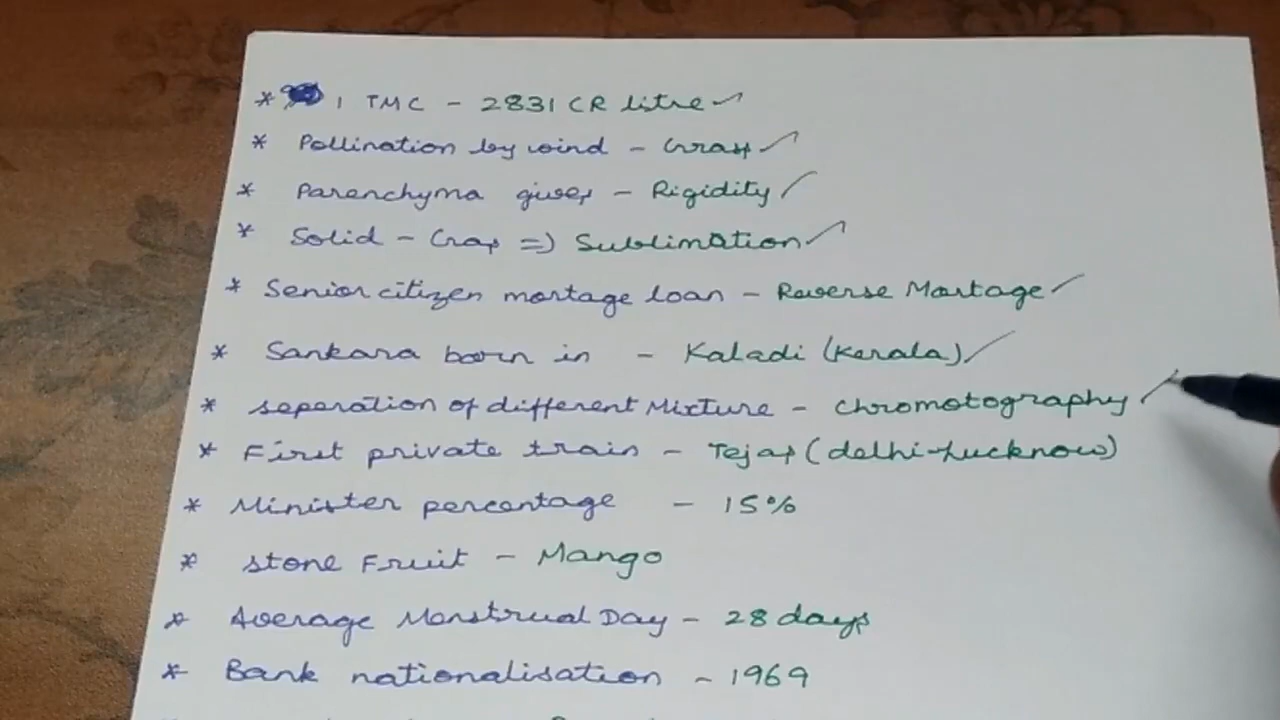 * 1 TMC - 2831 CR litre
* Pollination by wind - Grass
* Parenchyma gives - Rigidity
* Solid - Gas => Sublimation
* Senior citizen mortage loan - Reverse Mortage
* Sankara born in - Kaladi (Kerala)
* seperation of different Mixture - Chromotography
* First private train - Tejas (delhi-Lucknow)
* Minister percentage - 15%
* Stone Fruit - Mango
* Average Menstrual Day - 28 days
* Bank nationalisation - 1969